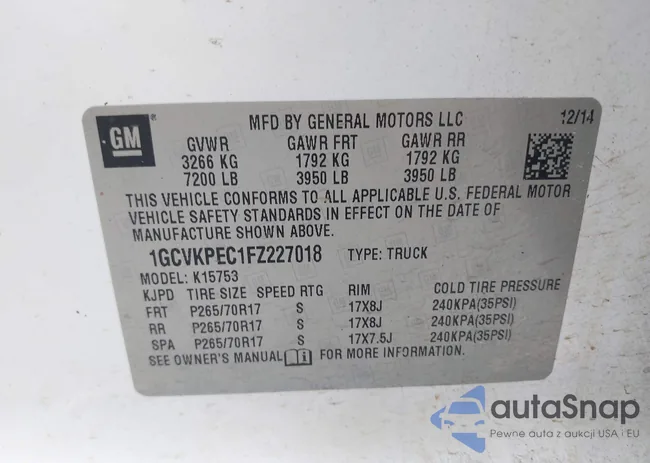 GM
MFD BY GENERAL MOTORS LLC 12/14
GVWR GAWR FRT GAWR RR
3266 KG 1792 KG 1792 KG
7200 LB 3950 LB 3950 LB
THIS VEHICLE CONFORMS TO ALL APPLICABLE U.S. FEDERAL MOTOR
VEHICLE SAFETY STANDARDS IN EFFECT ON THE DATE OF
MANUFACTURE SHOWN ABOVE.
1GCVKPEC1FZ227018 TYPE: TRUCK
MODEL: K15753
KJPD TIRE SIZE SPEED RTG RIM COLD TIRE PRESSURE
FRT P265/70R17 S 17X8J 240KPA(35PSI)
RR P265/70R17 S 17X8J 240KPA(35PSI)
SPA P265/70R17 S 17X7.5J 240KPA(35PSI)
SEE OWNER'S MANUAL FOR MORE INFORMATION.
autaSnap
Pewne auta z aukcji USA i EU